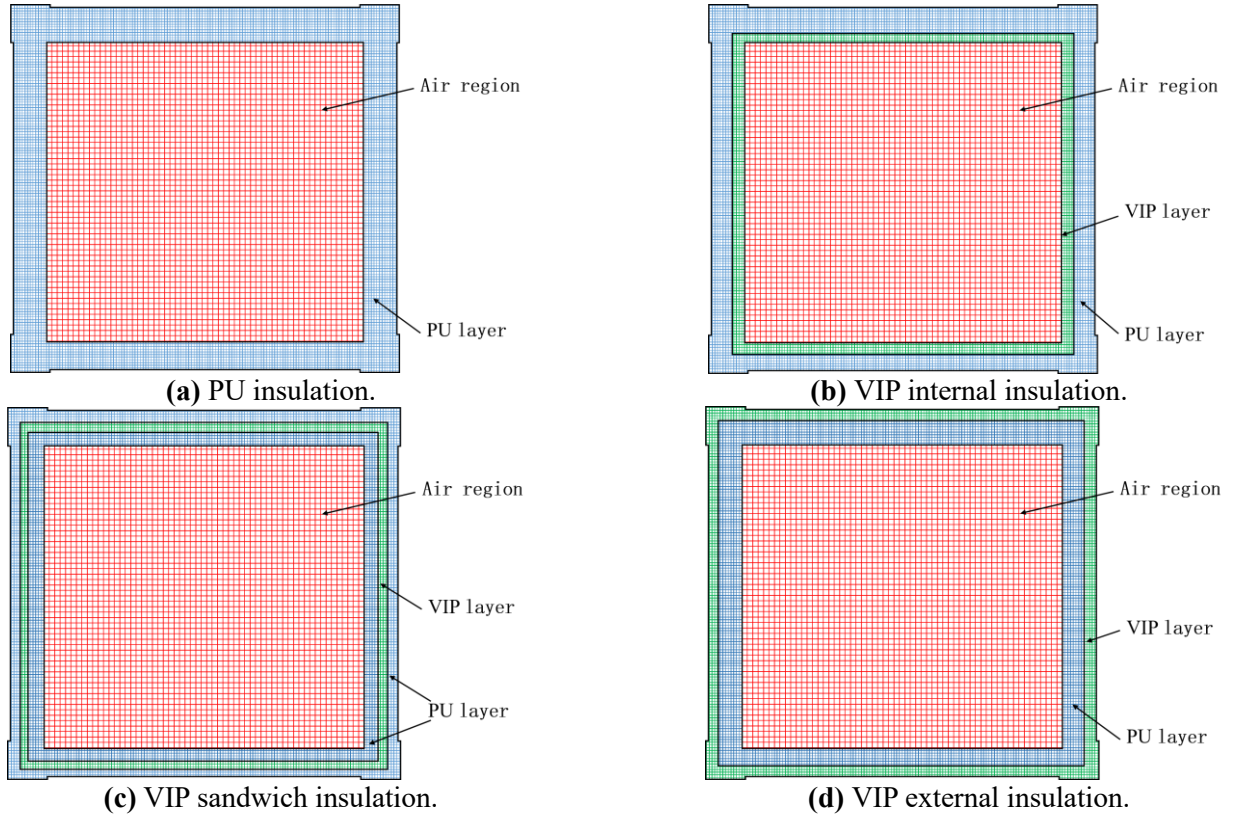 Air region
PU layer
(a) PU insulation.
Air region
VIP layer
PU layer
(b) VIP internal insulation.
Air region
VIP layer
PU layer
(c) VIP sandwich insulation.
Air region
VIP layer
PU layer
(d) VIP external insulation.